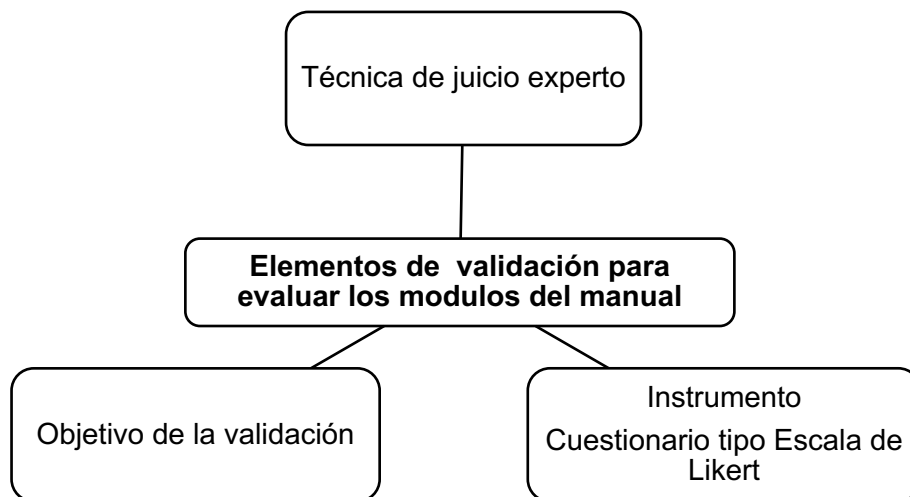 Técnica de juicio experto
Elementos de  validación para
evaluar los modulos del manual
Objetivo de la validación
Instrumento
Cuestionario tipo Escala de
Likert